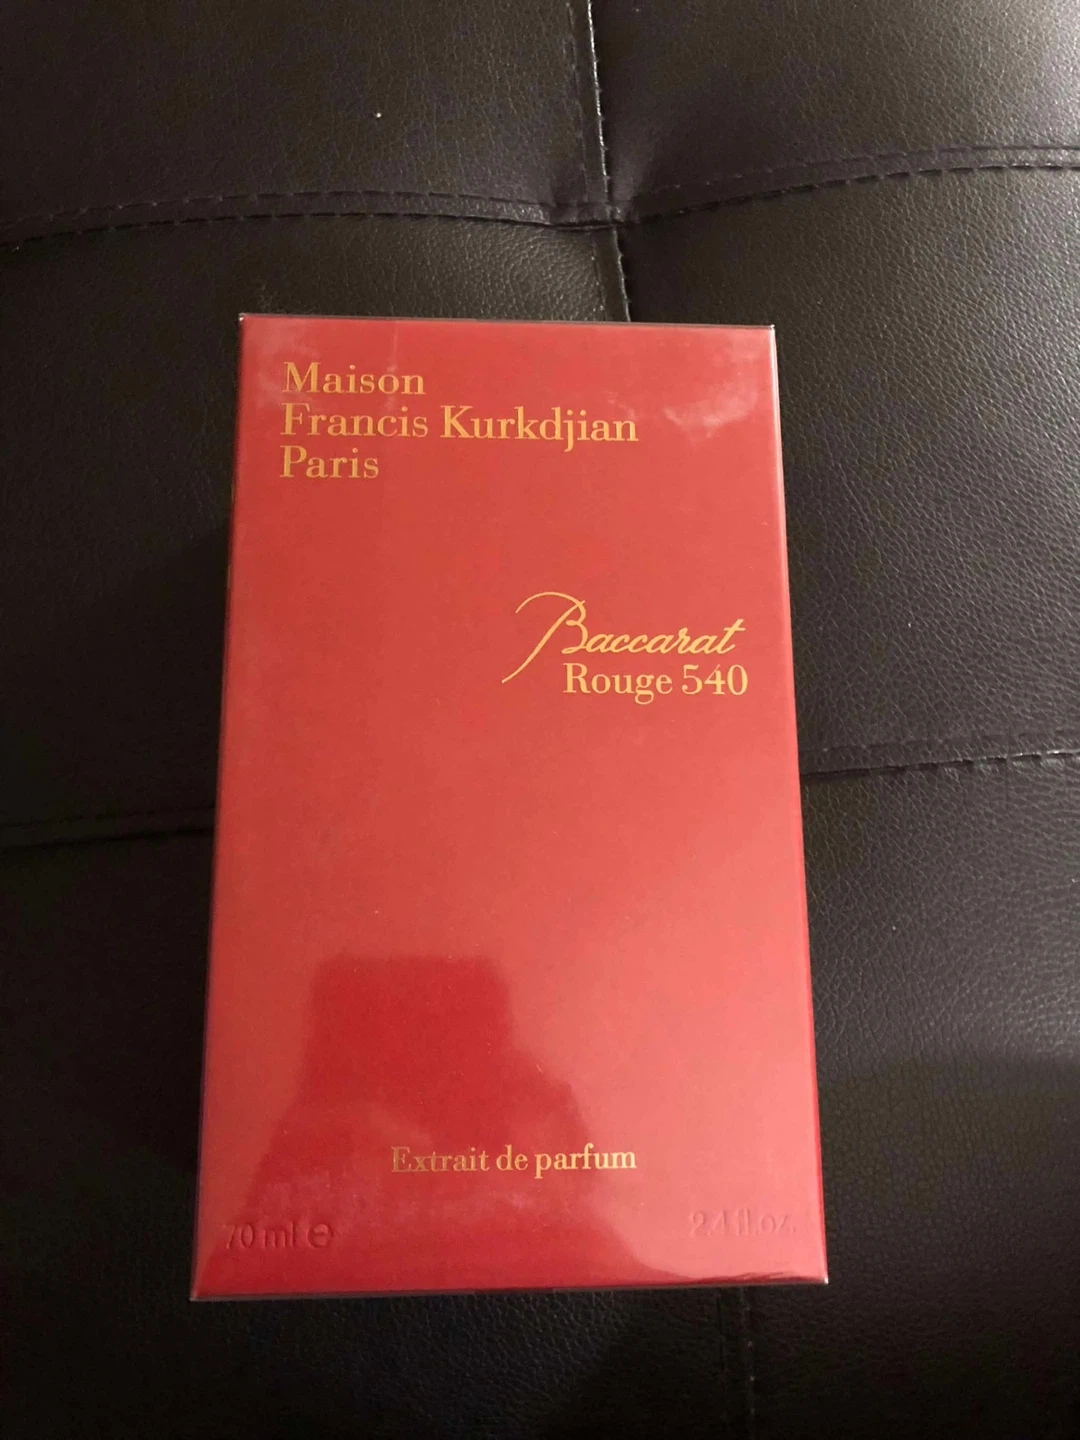 Maison
Francis Kurkdjian
Paris
Baccarat
Rouge 540
Extrait de parfum
70 ml ℮ 2.4 fl.oz.